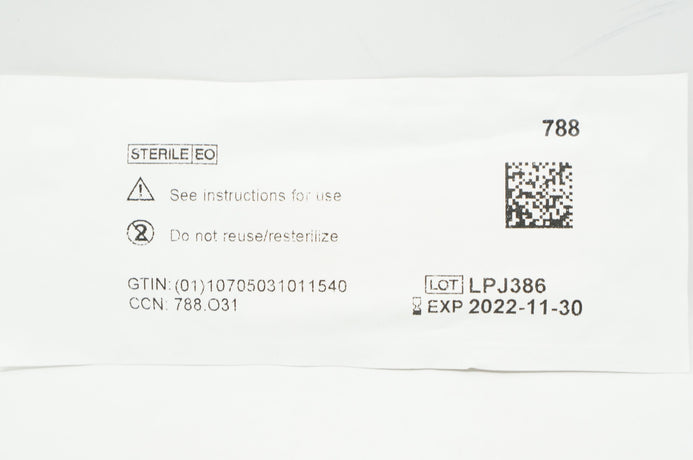 788
STERILE EO
See instructions for use
Do not reuse/resterilize
GTIN: (01)10705031011540
CCN: 788.O31
LOT LPJ386
EXP 2022-11-30